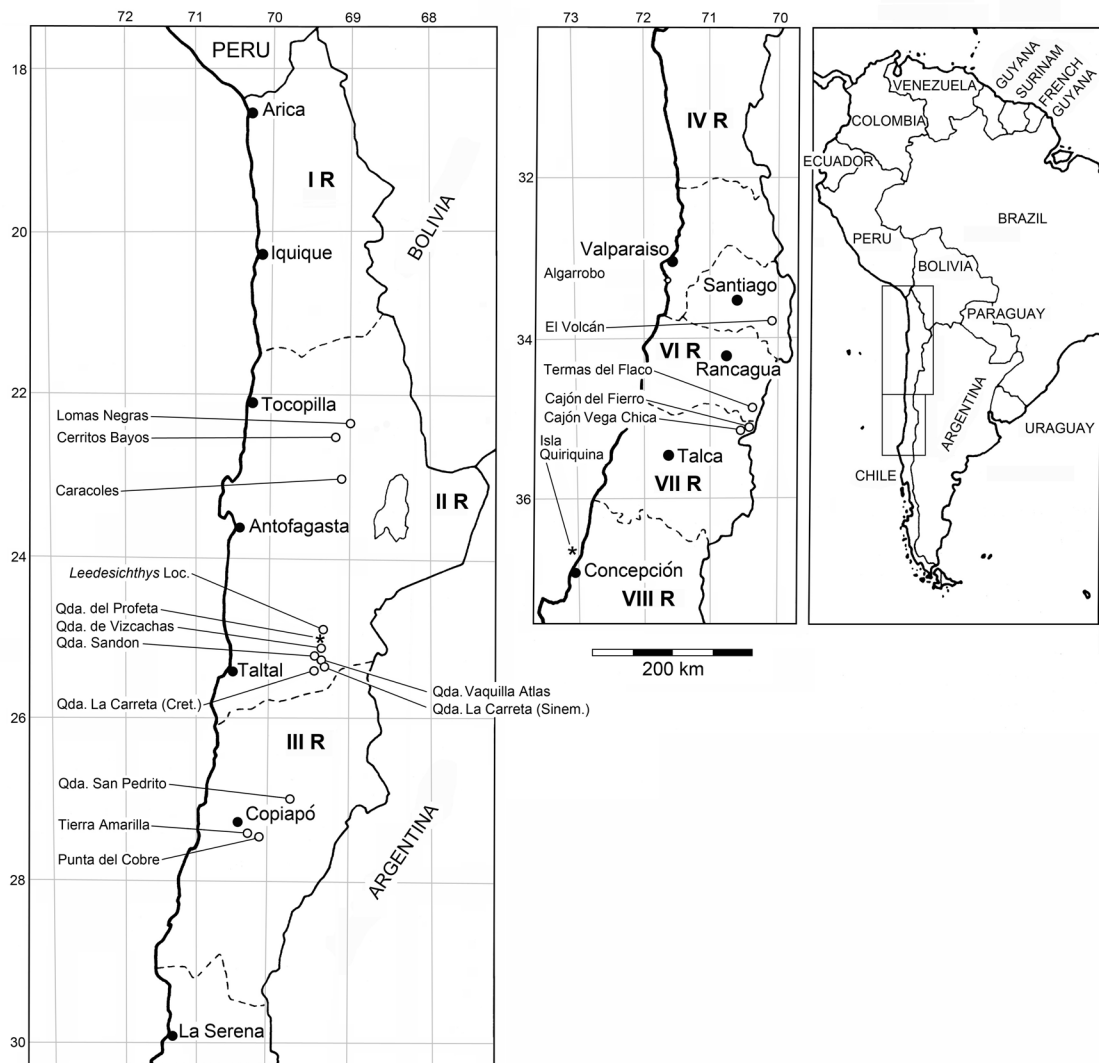 72
71
70
69
68
PERU
18
Arica
I R
20
Iquique
BOLIVIA
22
Tocopilla
Lomas Negras
Cerritos Bayos
Caracoles
II R
Antofagasta
24
Leedesichthys Loc.
Qda. del Profeta
*
Qda. de Vizcachas
Qda. Sandon
Taltal
Qda. Vaquilla Atlas
Qda. La Carreta (Cret.)
Qda. La Carreta (Sinem.)
26
III R
Qda. San Pedrito
Copiapó
Tierra Amarilla
Punta del Cobre
ARGENTINA
28
La Serena
30
73
72
71
70
IV R
32
Valparaiso
Algarrobo
Santiago
El Volcán
34
VI R
Rancagua
Termas del Flaco
Cajón del Fierro
Cajón Vega Chica
Isla
Quiriquina
Talca
VII R
36
*
Concepción
VIII R
200 km
GUYANA
SURINAM
FRENCH
GUYANA
VENEZUELA
COLOMBIA
ECUADOR
BRAZIL
PERU
BOLIVIA
PARAGUAY
ARGENTINA
URAGUAY
CHILE